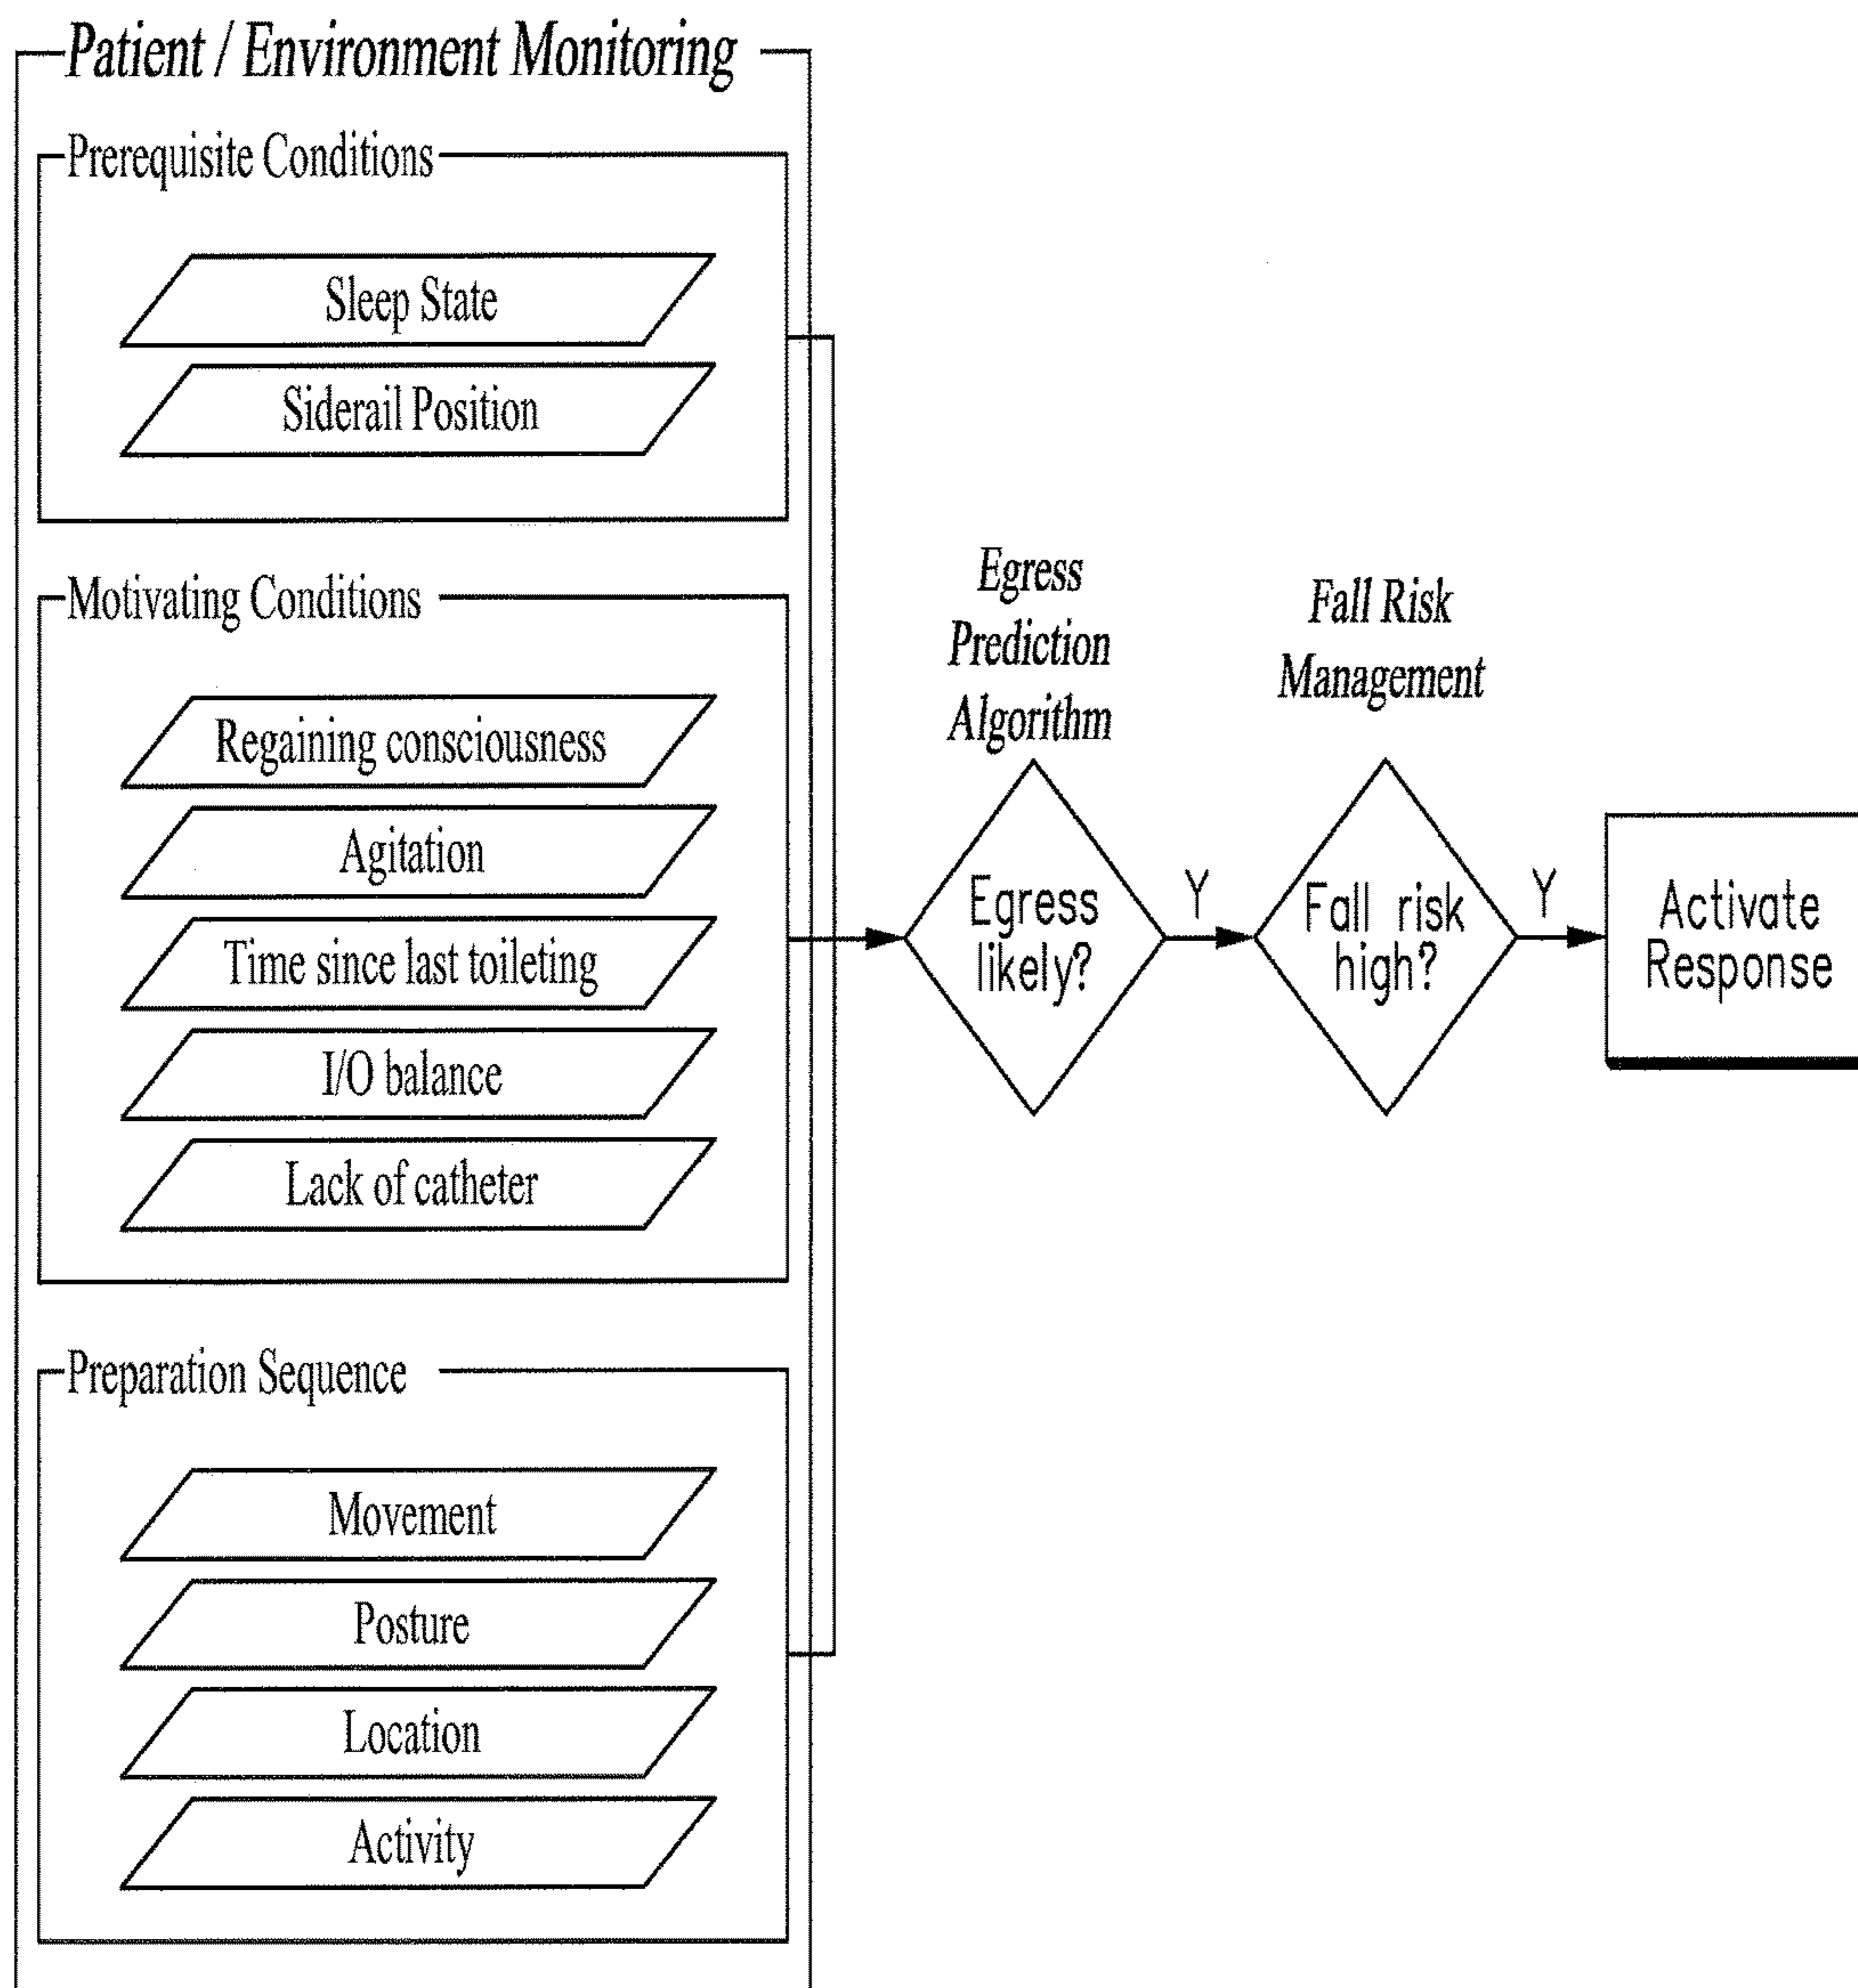 Patient / Environment Monitoring
Prerequisite Conditions
Sleep State
Siderail Position
Motivating Conditions
Regaining consciousness
Agitation
Time since last toileting
I/O balance
Lack of catheter
Preparation Sequence
Movement
Posture
Location
Activity
Egress
Prediction
Algorithm
Egress
likely?
Y
Fall Risk
Management
Fall risk
high?
Y
Activate
Response